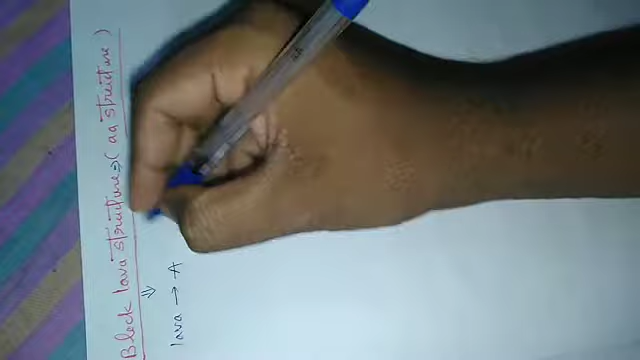 Block lava structure :→ ( aa structure )
⇓
lava → A